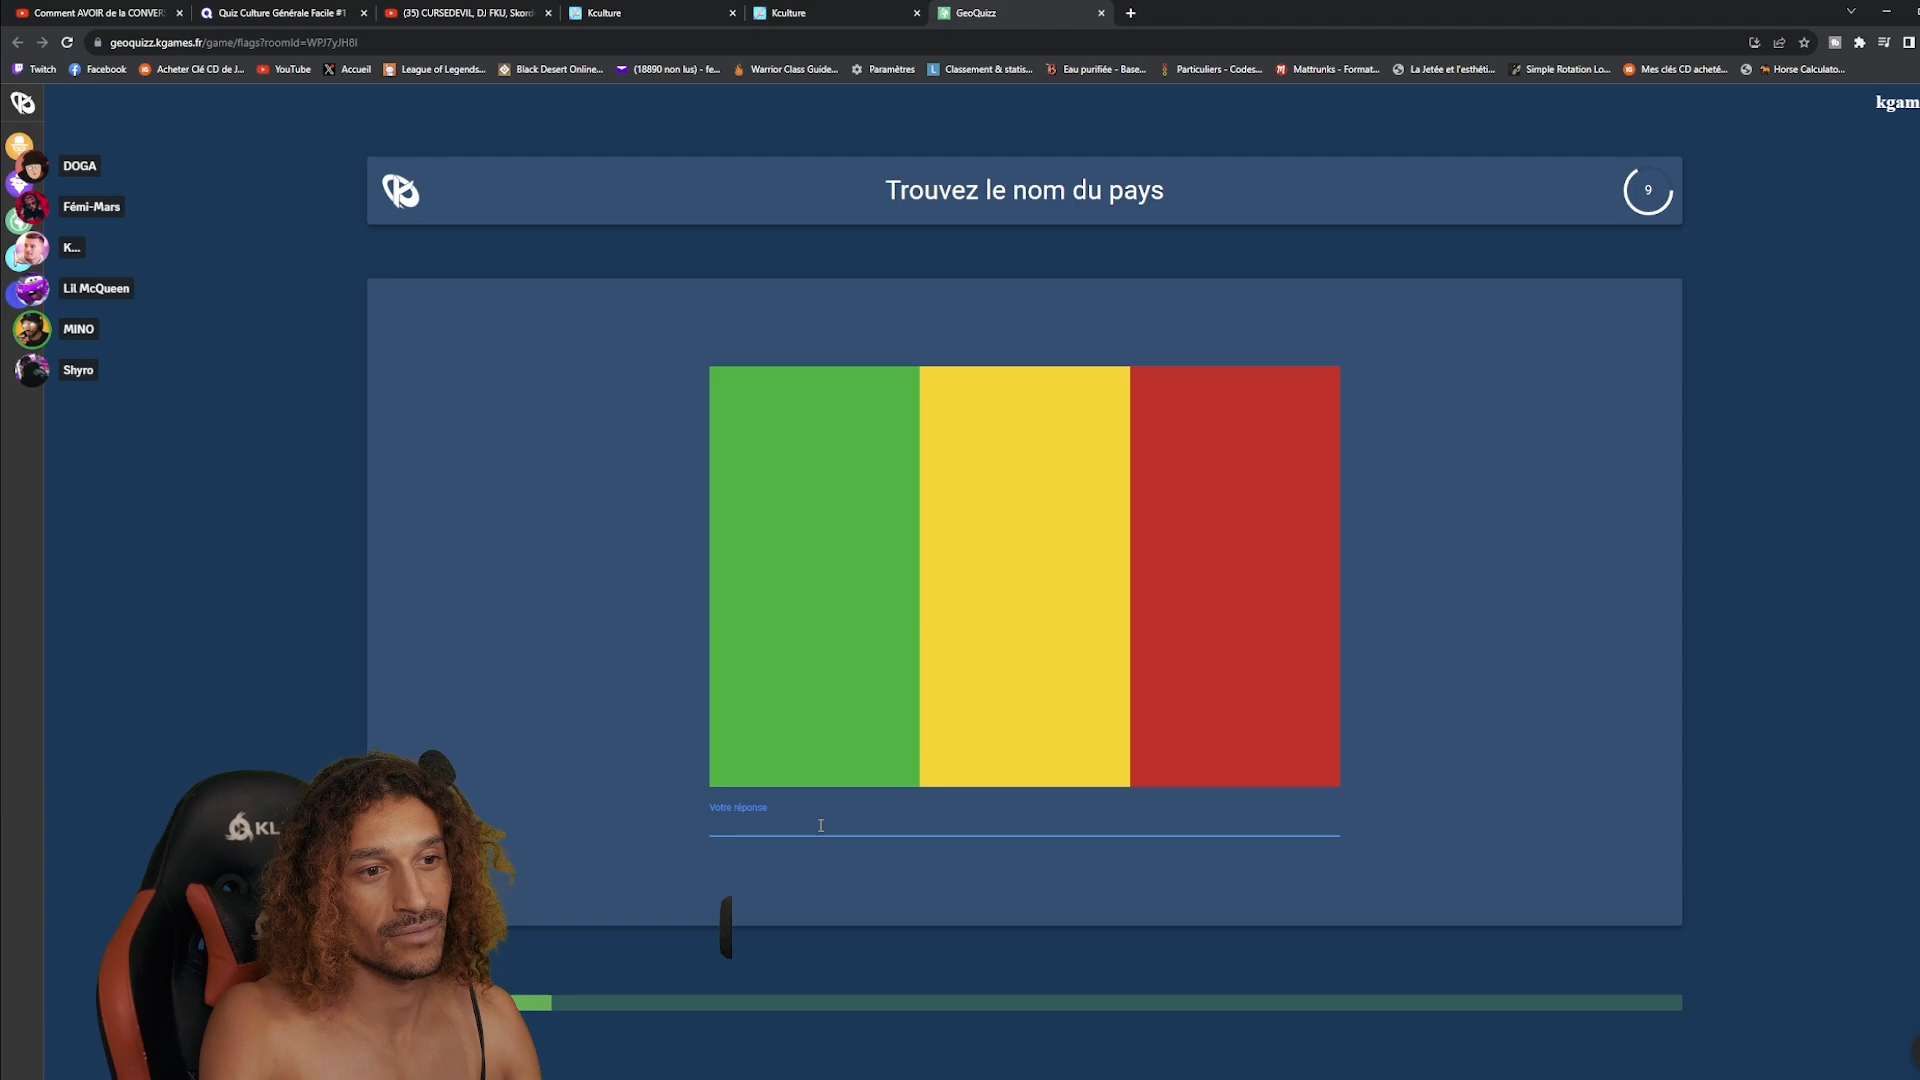 Comment AVOIR de la CONVER
Quiz Culture Générale Facile #1
(35) CURSEDEVIL, DJ FKU, Skord
Kculture
Kculture
GeoQuizz
geoquizz.kgames.fr/game/flags?roomId=WPJ7yJH8I
Twitch
Facebook
Acheter Clé CD de J...
YouTube
Accueil
League of Legends...
Black Desert Online...
(18890 non lus) - fe...
Warrior Class Guide...
Paramètres
Classement & statis...
Eau purifiée - Base...
Particuliers - Codes...
Mattrunks - Format...
La Jetée et l'esthéti...
Simple Rotation Lo...
Mes clés CD acheté...
Horse Calculato...
kgam
DOGA
Fémi-Mars
K...
Lil McQueen
MINO
Shyro
Trouvez le nom du pays
9
Votre réponse
KL